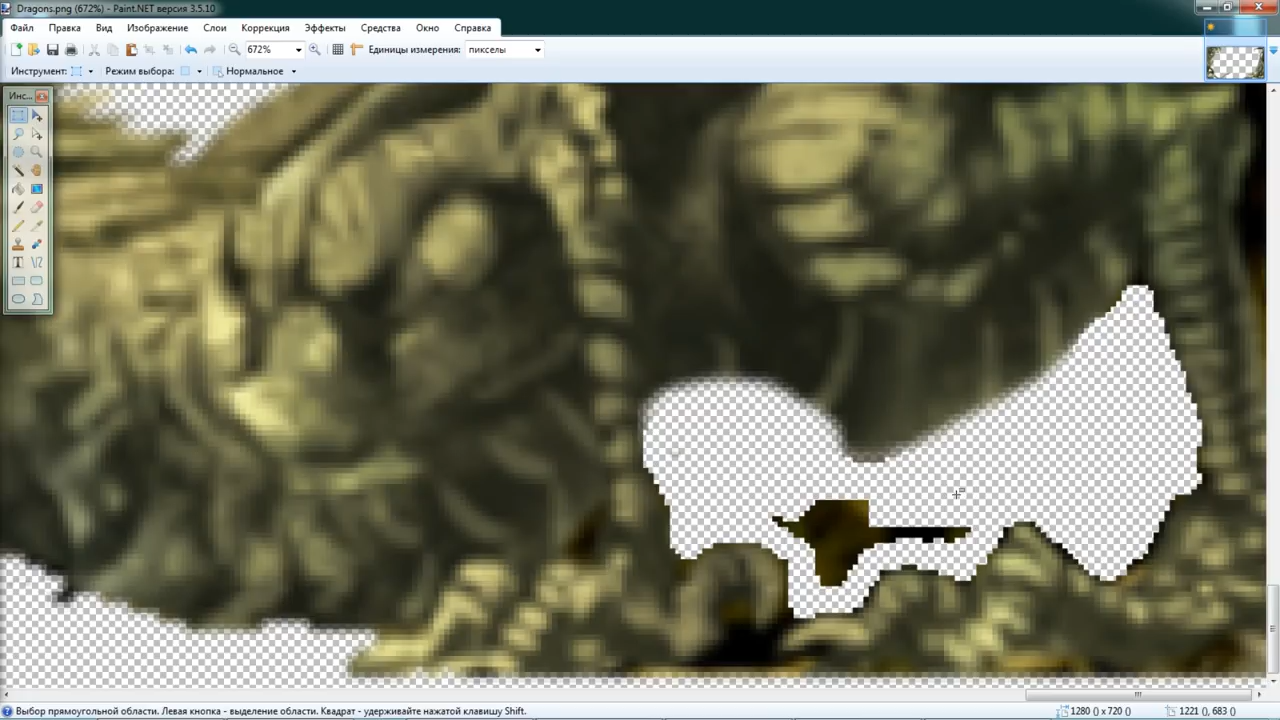 Dragons.png (672%) - Paint.NET версия 3.5.10
Файл Правка Вид Изображение Слои Коррекция Эффекты Средства Окно Справка
672% Единицы измерения: пикселы
Инструмент: Режим выбора: Нормальное
Инс...
Выбор прямоугольной области. Левая кнопка - выделение области. Квадрат - удерживайте нажатой клавишу Shift.
1280 () x 720 () 1221 (), 683 ()